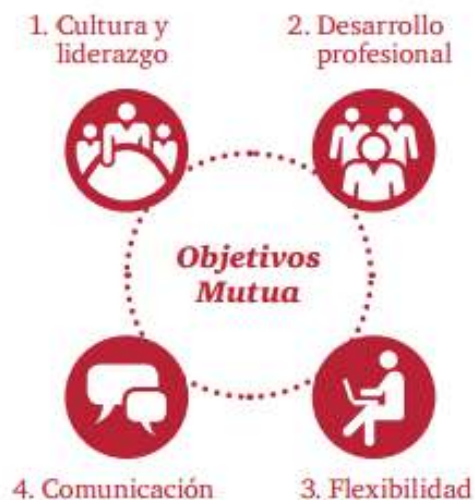 1. Cultura y
liderazgo
2. Desarrollo
profesional
Objetivos
Mutua
4. Comunicación
3. Flexibilidad